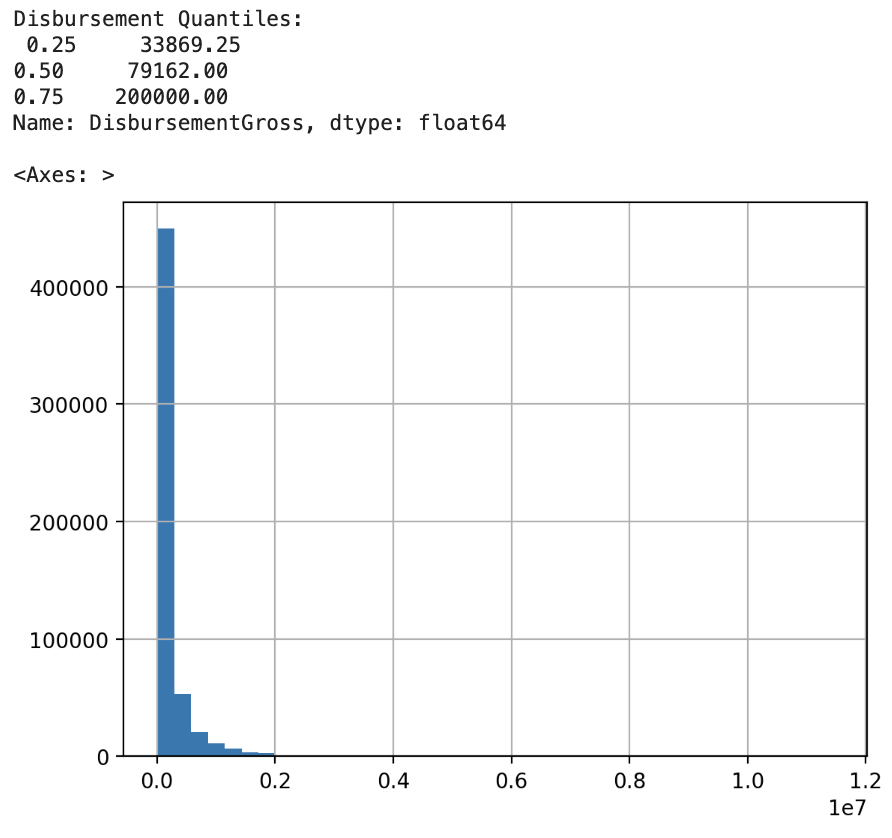 Disbursement Quantiles:
0.25 33869.25
0.50 79162.00
0.75 200000.00
Name: DisbursementGross, dtype: float64
<Axes: >
400000
300000
200000
100000
0
0.0 0.2 0.4 0.6 0.8 1.0 1.2
1e7